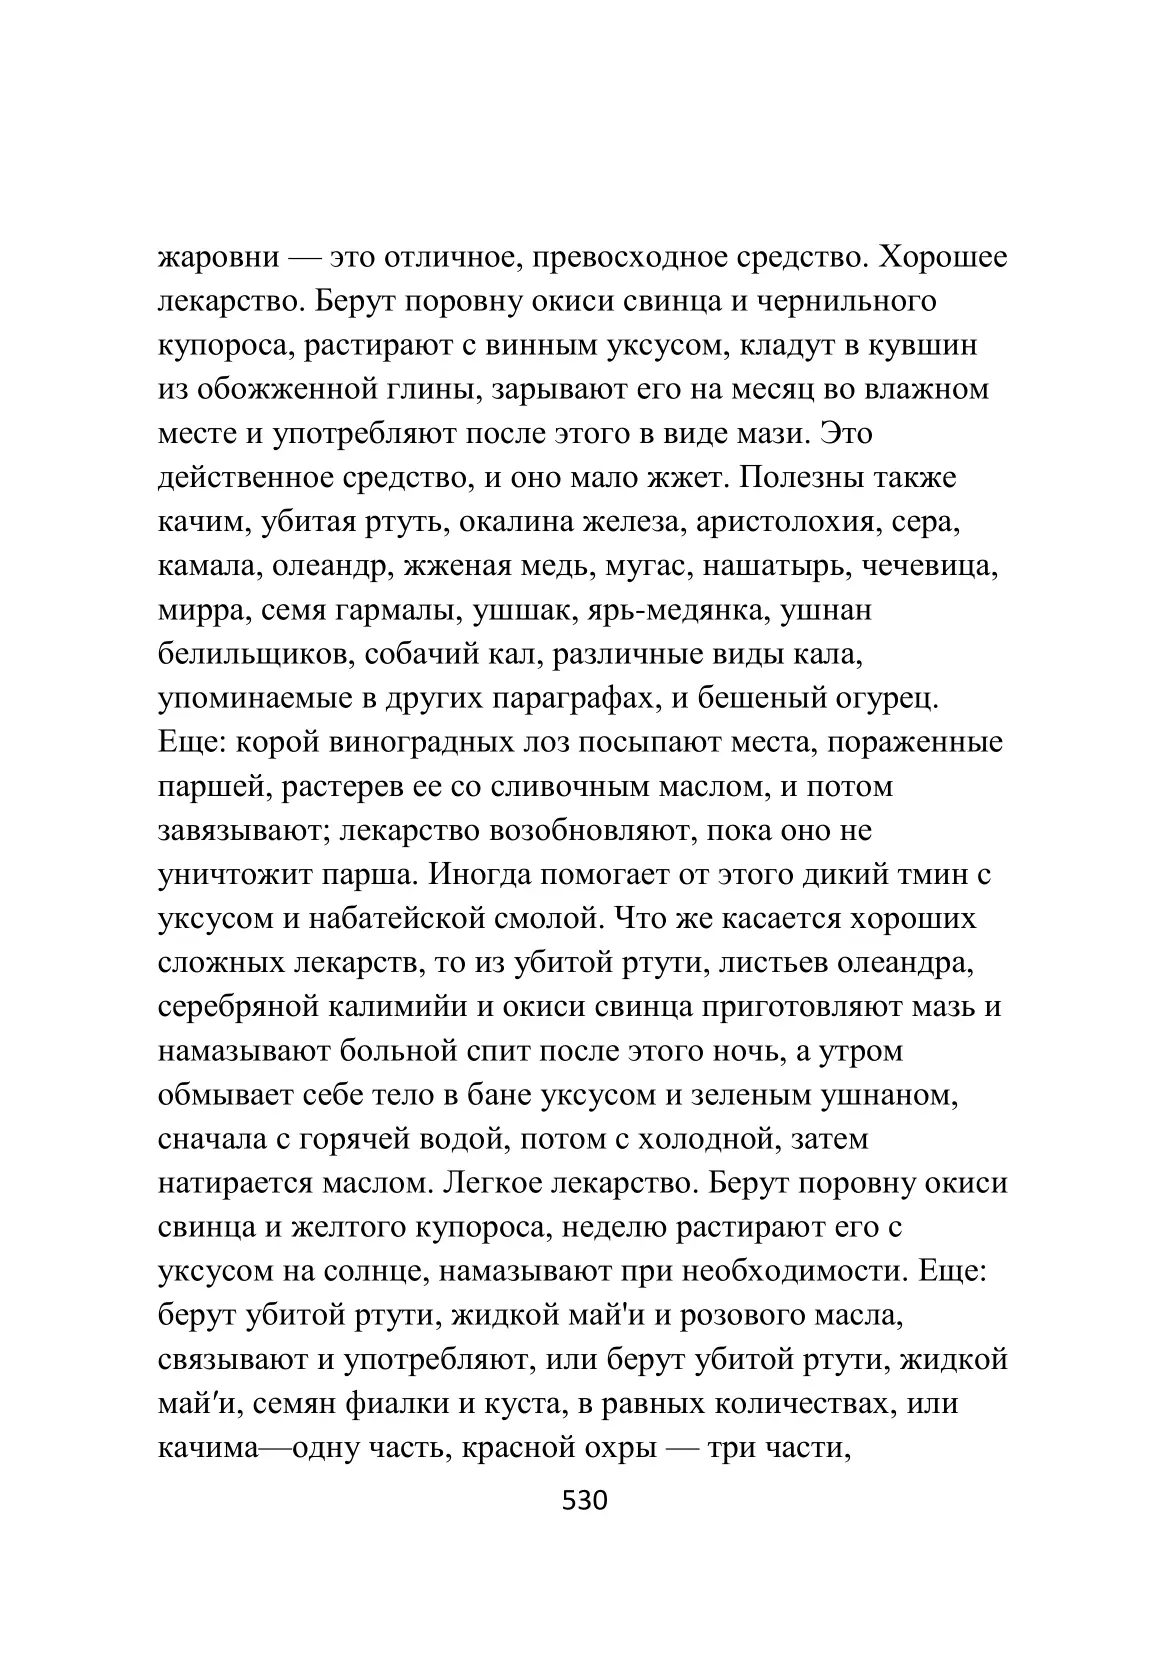 жаровни — это отличное, превосходное средство. Хорошее
лекарство. Берут поровну окиси свинца и чернильного
купороса, растирают с винным уксусом, кладут в кувшин
из обожженной глины, зарывают его на месяц во влажном
месте и употребляют после этого в виде мази. Это
действенное средство, и оно мало жжет. Полезны также
качим, убитая ртуть, окалина железа, аристолохия, сера,
камала, олеандр, жженая медь, мугас, нашатырь, чечевица,
мирра, семя гармалы, ушшак, ярь-медянка, ушнан
белильщиков, собачий кал, различные виды кала,
упоминаемые в других параграфах, и бешеный огурец.
Еще: корой виноградных лоз посыпают места, пораженные
паршей, растерев ее со сливочным маслом, и потом
завязывают; лекарство возобновляют, пока оно не
уничтожит парша. Иногда помогает от этого дикий тмин с
уксусом и набатейской смолой. Что же касается хороших
сложных лекарств, то из убитой ртути, листьев олеандра,
серебряной калимийи и окиси свинца приготовляют мазь и
намазывают больной спит после этого ночь, а утром
обмывает себе тело в бане уксусом и зеленым ушнаном,
сначала с горячей водой, потом с холодной, затем
натирается маслом. Легкое лекарство. Берут поровну окиси
свинца и желтого купороса, неделю растирают его с
уксусом на солнце, намазывают при необходимости. Еще:
берут убитой ртути, жидкой май'и и розового масла,
связывают и употребляют, или берут убитой ртути, жидкой
май'и, семян фиалки и куста, в равных количествах, или
качима—одну часть, красной охры — три части,
530